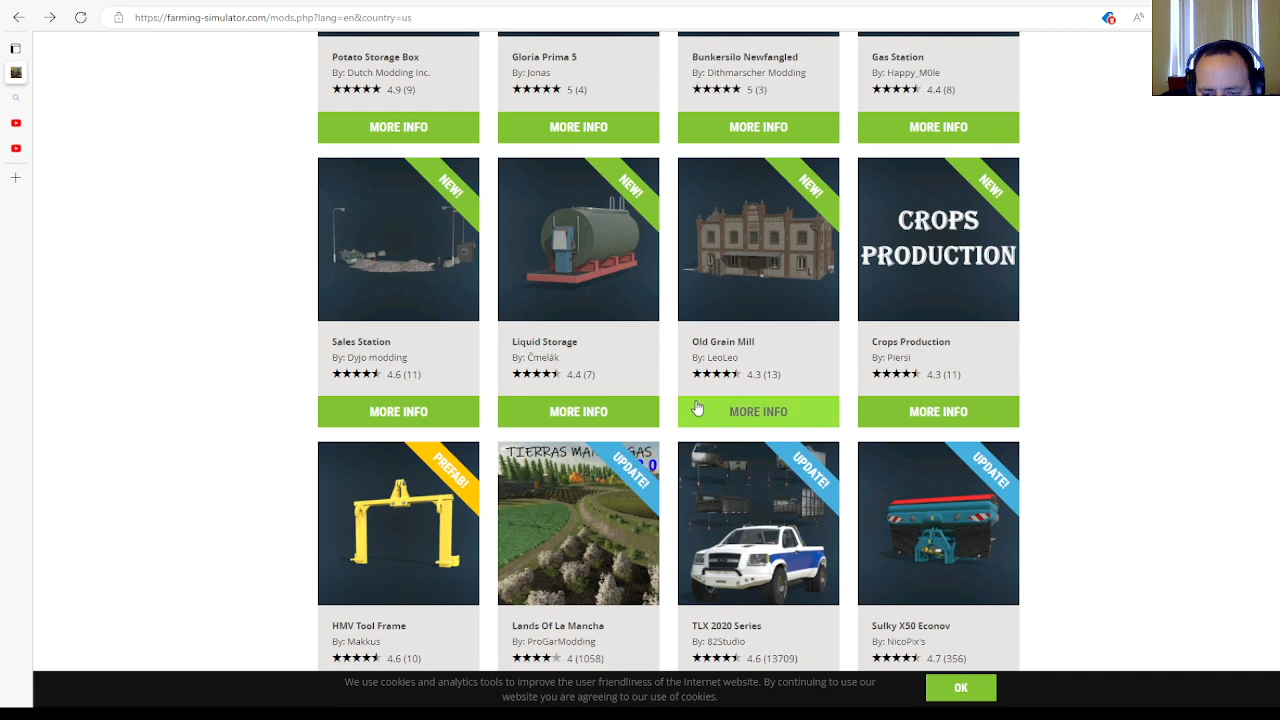 https://farming-simulator.com/mods.php?lang=en&country=us
Potato Storage Box
By: Dutch Modding Inc.
4.9 (9)
MORE INFO
Gloria Prima 5
By: Jonas
5 (4)
MORE INFO
Bunkersilo Newfangled
By: Dithmarscher Modding
5 (3)
MORE INFO
Gas Station
By: Happy_M0le
4.4 (8)
MORE INFO
NEW!
Sales Station
By: Dyjo modding
4.6 (11)
MORE INFO
NEW!
Liquid Storage
By: Čmelák
4.4 (7)
MORE INFO
NEW!
Old Grain Mill
By: LeoLeo
4.3 (13)
MORE INFO
NEW!
CROPS
PRODUCTION
Crops Production
By: Piersi
4.3 (11)
MORE INFO
PREFAB!
HMV Tool Frame
By: Makkus
4.6 (10)
UPDATE!
Lands Of La Mancha
By: ProGarModding
4 (1058)
UPDATE!
TLX 2020 Series
By: 82Studio
4.6 (13709)
UPDATE!
Sulky X50 Econov
By: NicoPix's
4.7 (356)
We use cookies and analytics tools to improve the user friendliness of the Internet website. By continuing to use our
website you are agreeing to our use of cookies.
OK